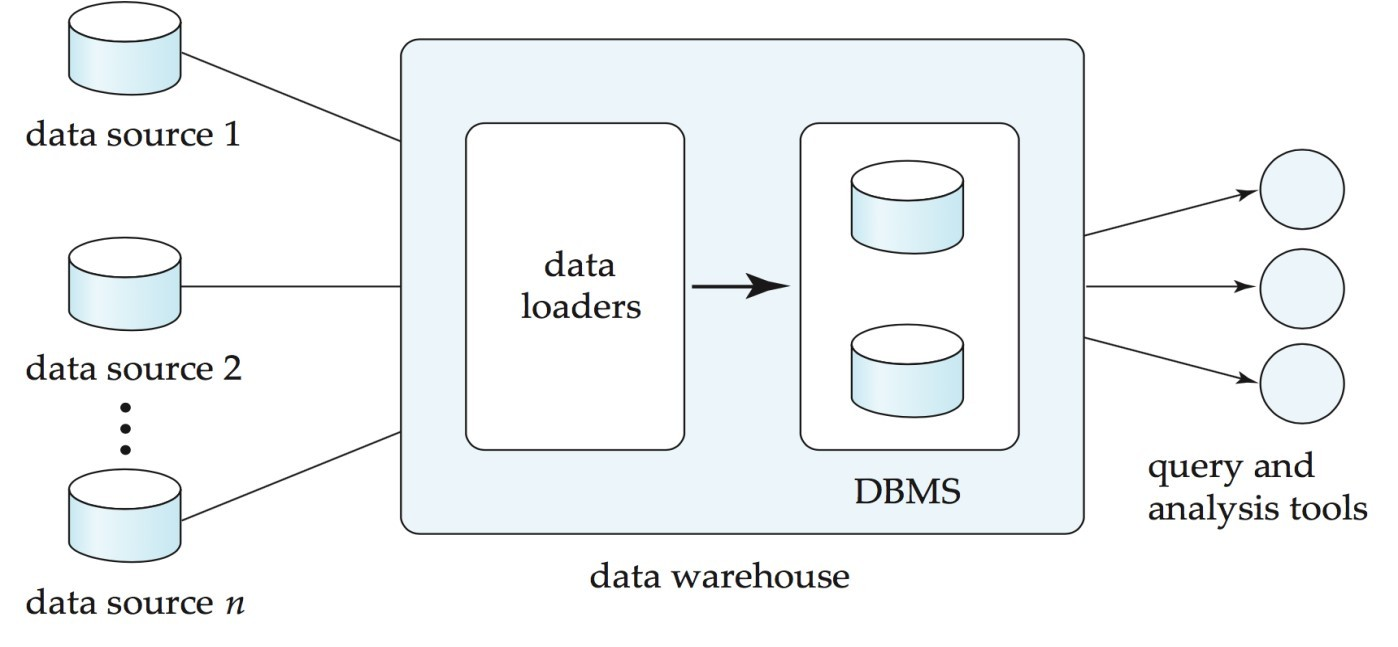 data source 1
data source 2
data source n
data
loaders
DBMS
data warehouse
query and
analysis tools